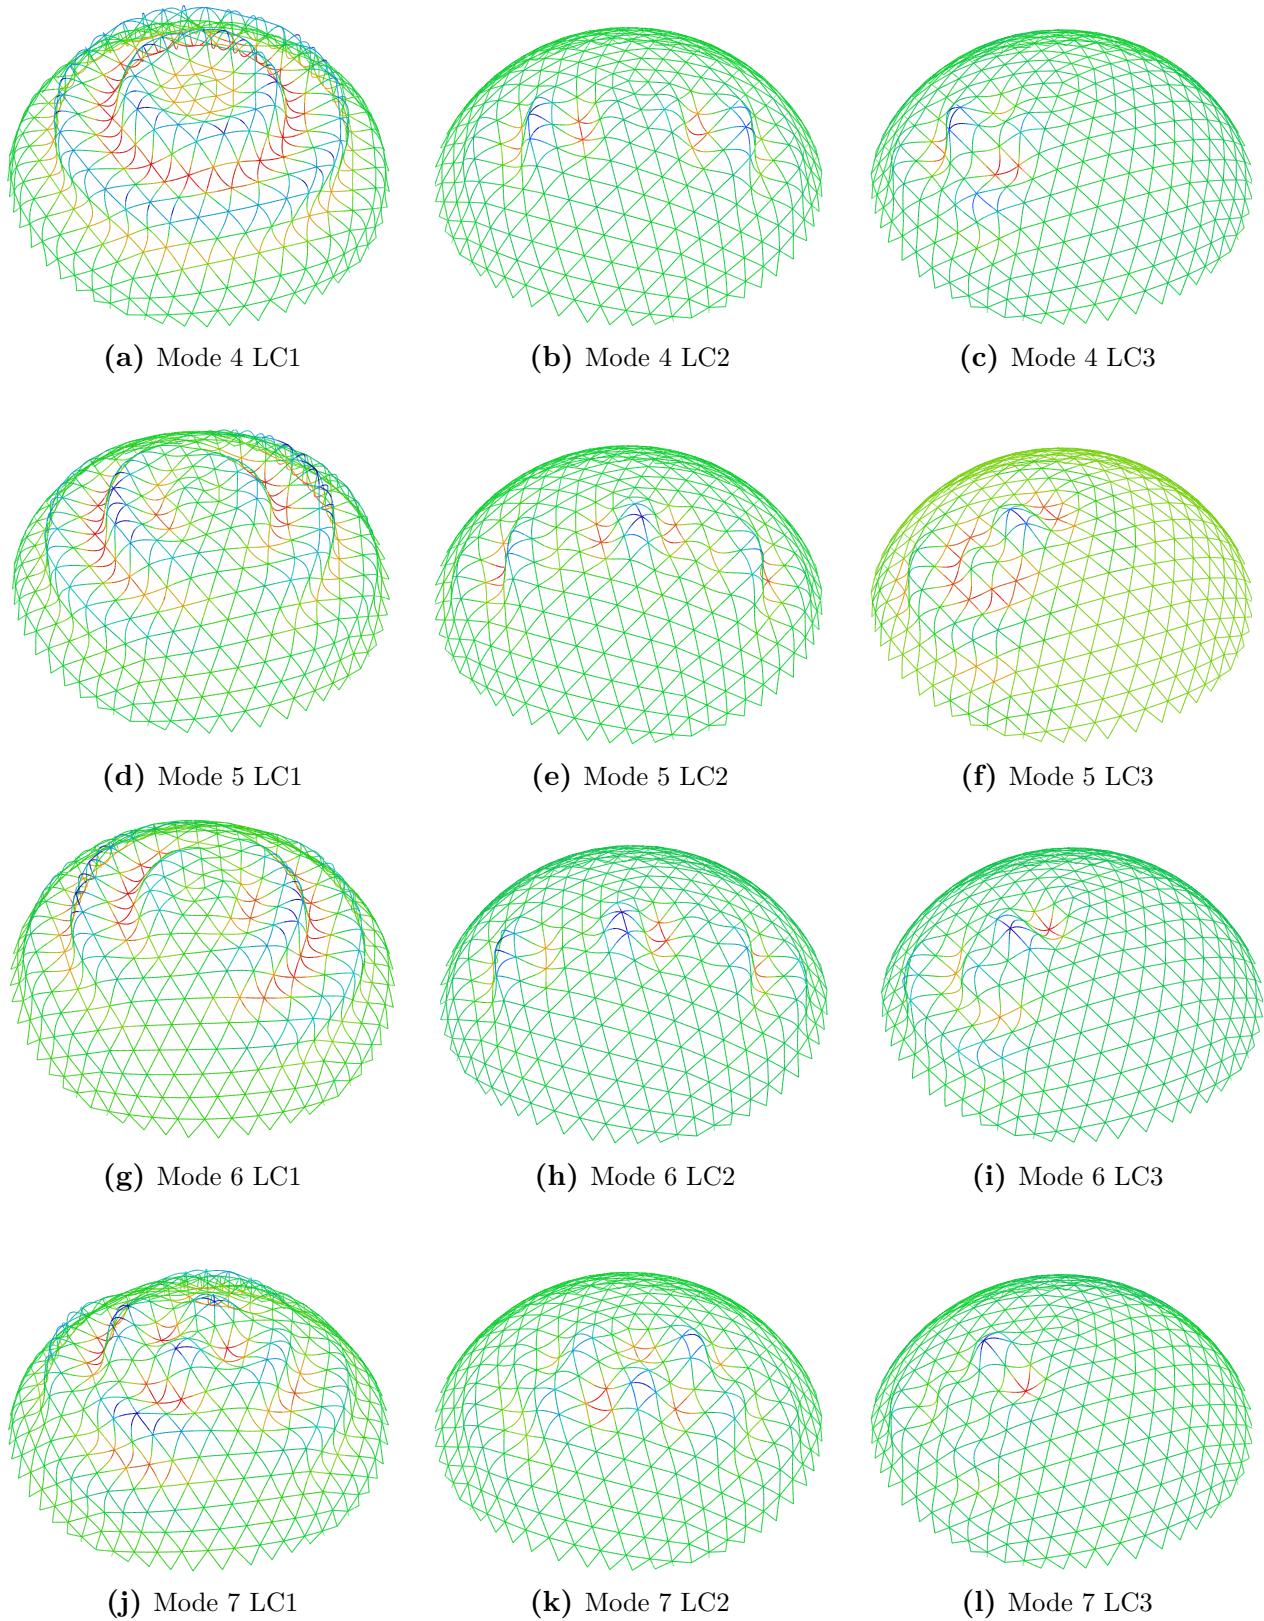 (a) Mode 4 LC1
(b) Mode 4 LC2
(c) Mode 4 LC3
(d) Mode 5 LC1
(e) Mode 5 LC2
(f) Mode 5 LC3
(g) Mode 6 LC1
(h) Mode 6 LC2
(i) Mode 6 LC3
(j) Mode 7 LC1
(k) Mode 7 LC2
(l) Mode 7 LC3